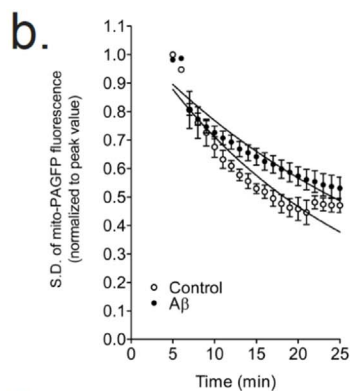 b.
S.D. of mito-PAGFP fluorescence
(normalized to peak value)
1.1
1.0
0.9
0.8
0.7
0.6
0.5
0.4
0.3
0.2
0.1
0.0
Control
Aβ
0 5 10 15 20 25
Time (min)